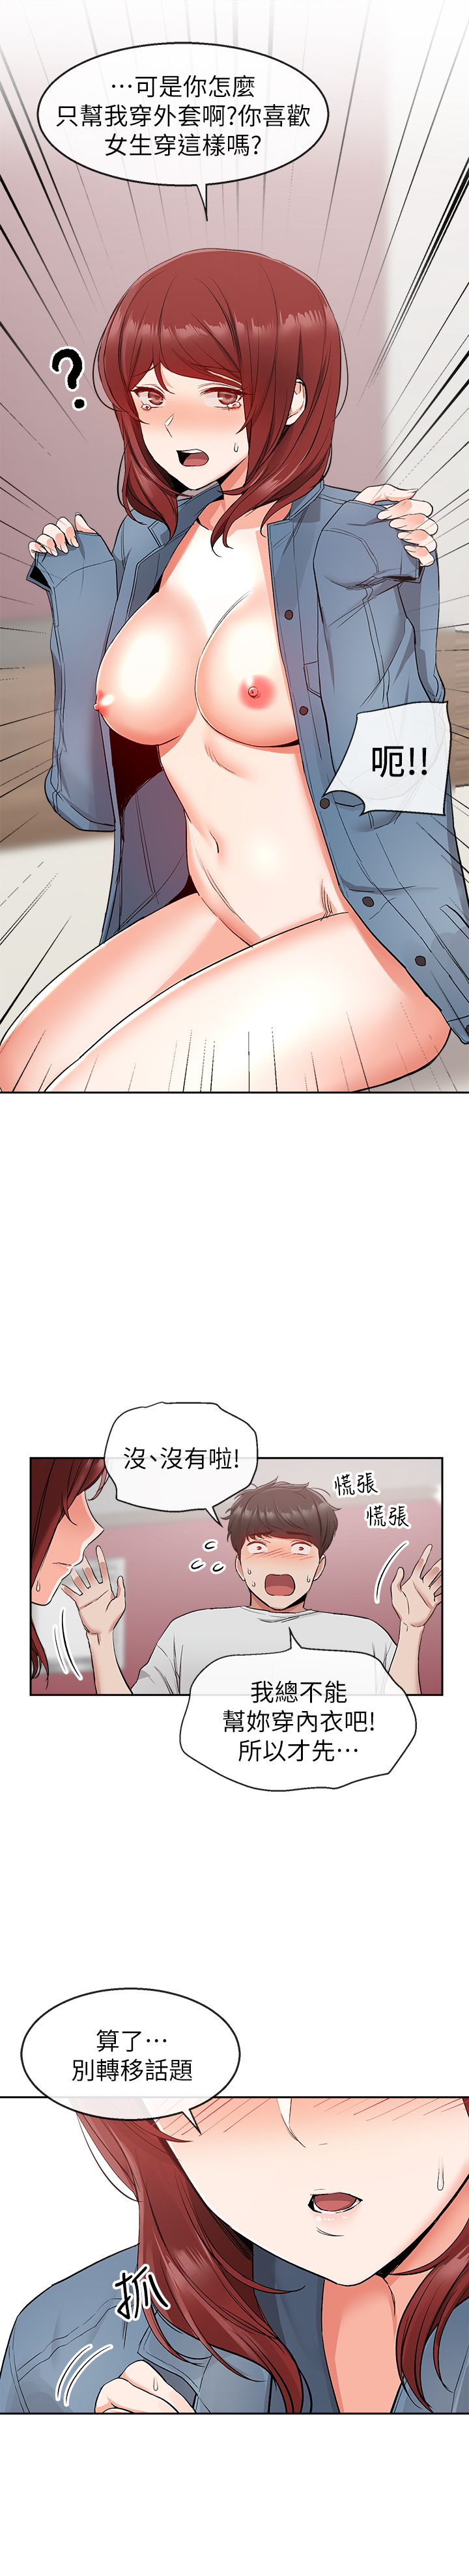 ⋯可是你怎麼
只幫我穿外套啊?你喜歡
女生穿這樣嗎?
?
呃!!
沒、沒有啦!
慌張
慌張
我總不能
幫妳穿內衣吧!
所以才先⋯
算了⋯
別轉移話題
抓